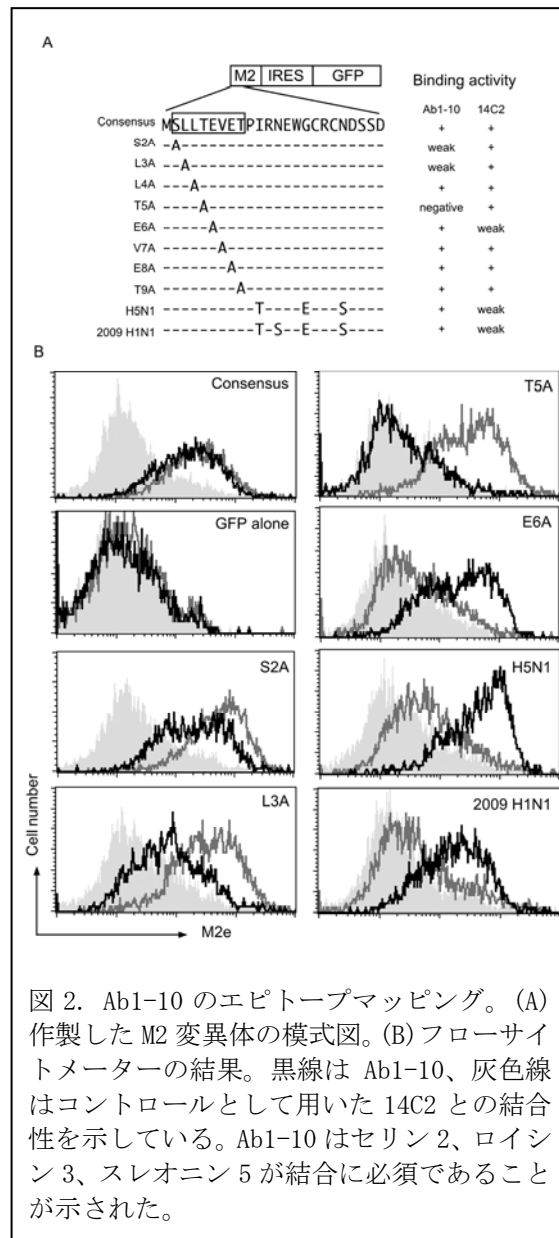 A
M2 IRES GFP
Binding activity
Ab1-10 14C2
Consensus MSLLTEVETPIRNEWGCRCNDSSD + +
S2A -A---------------------- weak +
L3A --A--------------------- weak +
L4A ---A-------------------- + +
T5A ----A------------------- negative +
E6A -----A------------------ + weak
V7A ------A----------------- + +
E8A -------A---------------- + +
T9A --------A--------------- + +
H5N1 ----------T----E---S---- + weak
2009 H1N1 ----------T-S--E---S---- + weak
B
Consensus T5A
GFP alone E6A
S2A H5N1
L3A 2009 H1N1
Cell number
M2e
図 2. Ab1-10 のエピトープマッピング。(A)
作製した M2 変異体の模式図。(B)フローサイ
トメーターの結果。黒線は Ab1-10、灰色線
はコントロールとして用いた 14C2 との結合
性を示している。Ab1-10 はセリン 2、ロイシ
ン 3、スレオニン 5 が結合に必須であること
が示された。